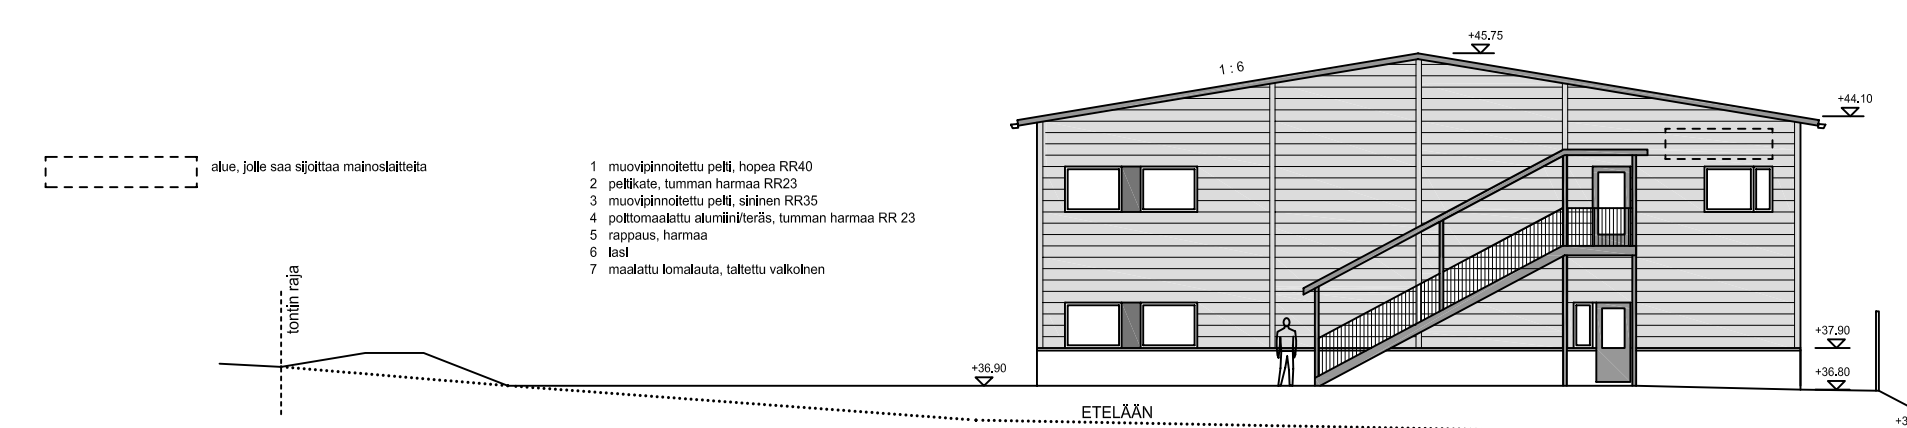 +45.75
1 : 6
+44.10
alue, jolle saa sijoittaa mainoslaitteita
1 muovipinnoitettu pelti, hopea RR40
2 peltikate, tumman harmaa RR23
3 muovipinnoitettu pelti, sininen RR35
4 polttomaalattu alumiini/teräs, tumman harmaa RR 23
5 rappaus, harmaa
6 lasi
7 maalattu lomalauta, taitettu valkoinen
tontin raja
+37.90
+36.90
+36.80
ETELÄÄN